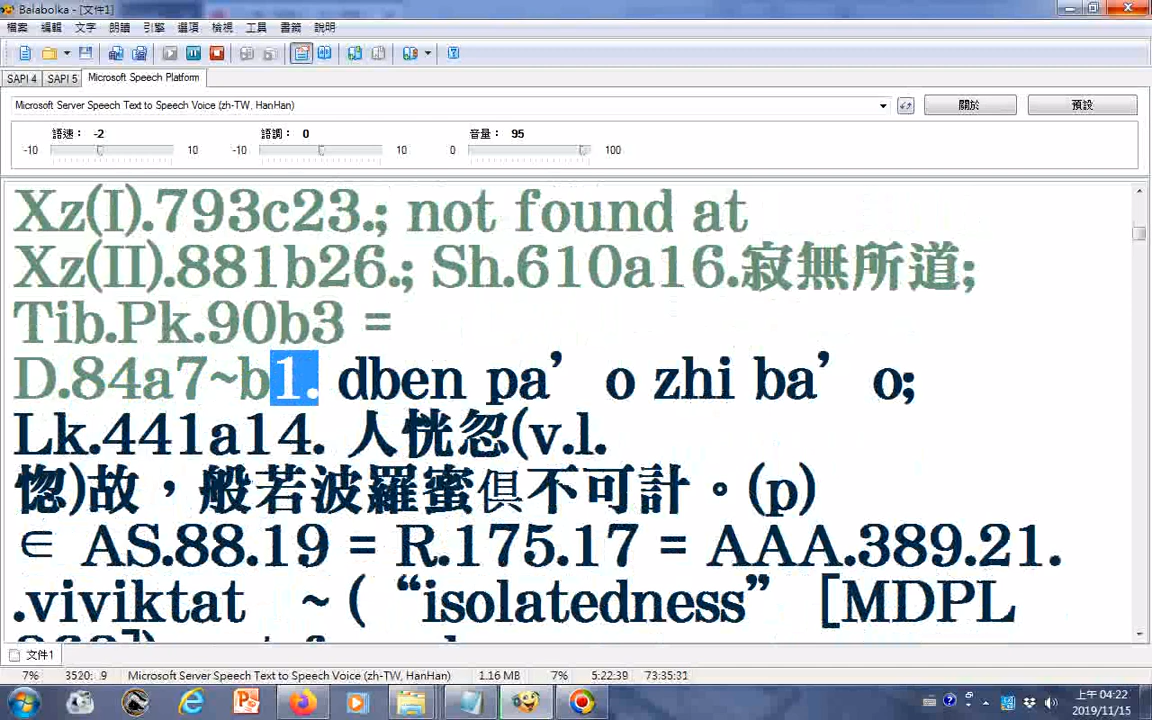 Balabolka - [文件1]
檔案 編輯 文字 朗讀 引擎 選項 檢視 工具 書籤 說明
SAPI 4 SAPI 5 Microsoft Speech Platform
Microsoft Server Speech Text to Speech Voice (zh-TW, HanHan) 關於 預設
語速： -2 語調： 0 音量： 95
-10 10 -10 10 0 100
Xz(I).793c23.; not found at
Xz(II).881b26.; Sh.610a16.寂無所道;
Tib.Pk.90b3 =
D.84a7~b1. dben pa’o zhi ba’o;
Lk.441a14. 人恍忽(v.l.
惚)故，般若波羅蜜俱不可計。(p)
∈ AS.88.19 = R.175.17 = AAA.389.21.
.viviktat ~ (“isolatedness” [MDPL
文件1
7% 3520: .9 Microsoft Server Speech Text to Speech Voice (zh-TW, HanHan) 1.16 MB 7% 5:22:39 73:35:31
上午 04:22
2019/11/15